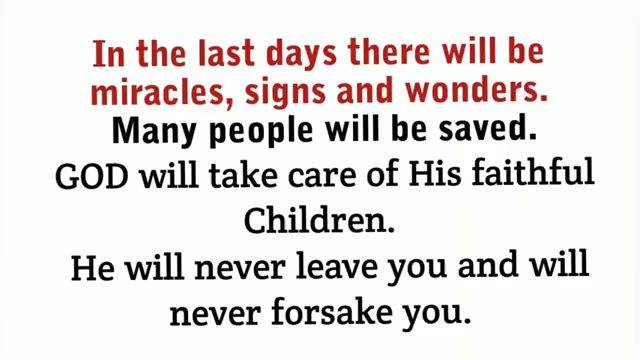 In the last days there will be
miracles, signs and wonders.
Many people will be saved.
GOD will take care of His faithful
Children.
He will never leave you and will
never forsake you.